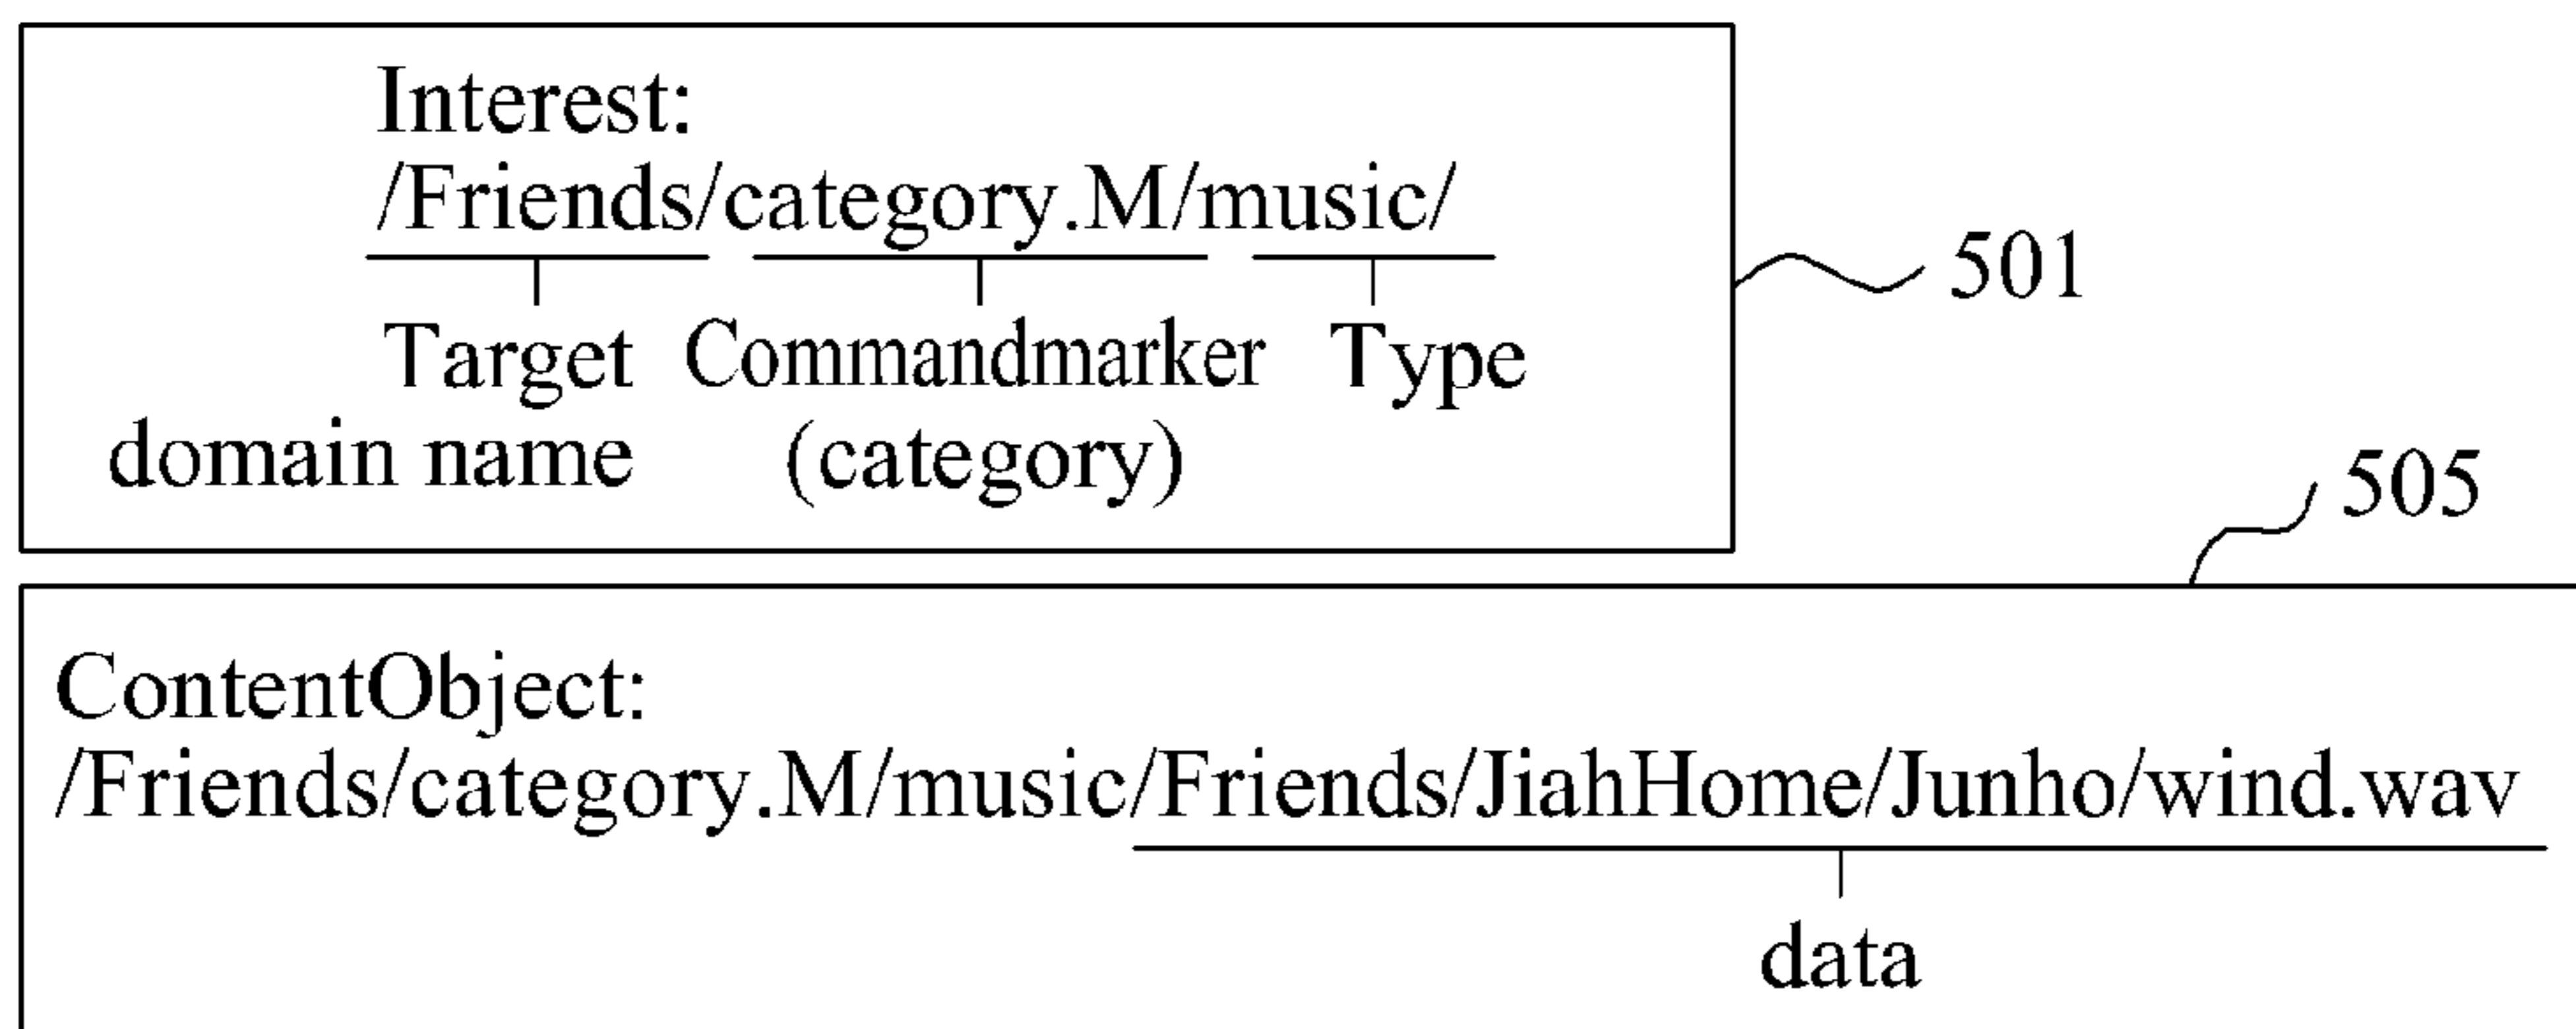 Interest:
/Friends/category.M/music/
Target Commandmarker Type
domain name (category)
501
505
ContentObject:
/Friends/category.M/music/Friends/JiahHome/Junho/wind.wav
data